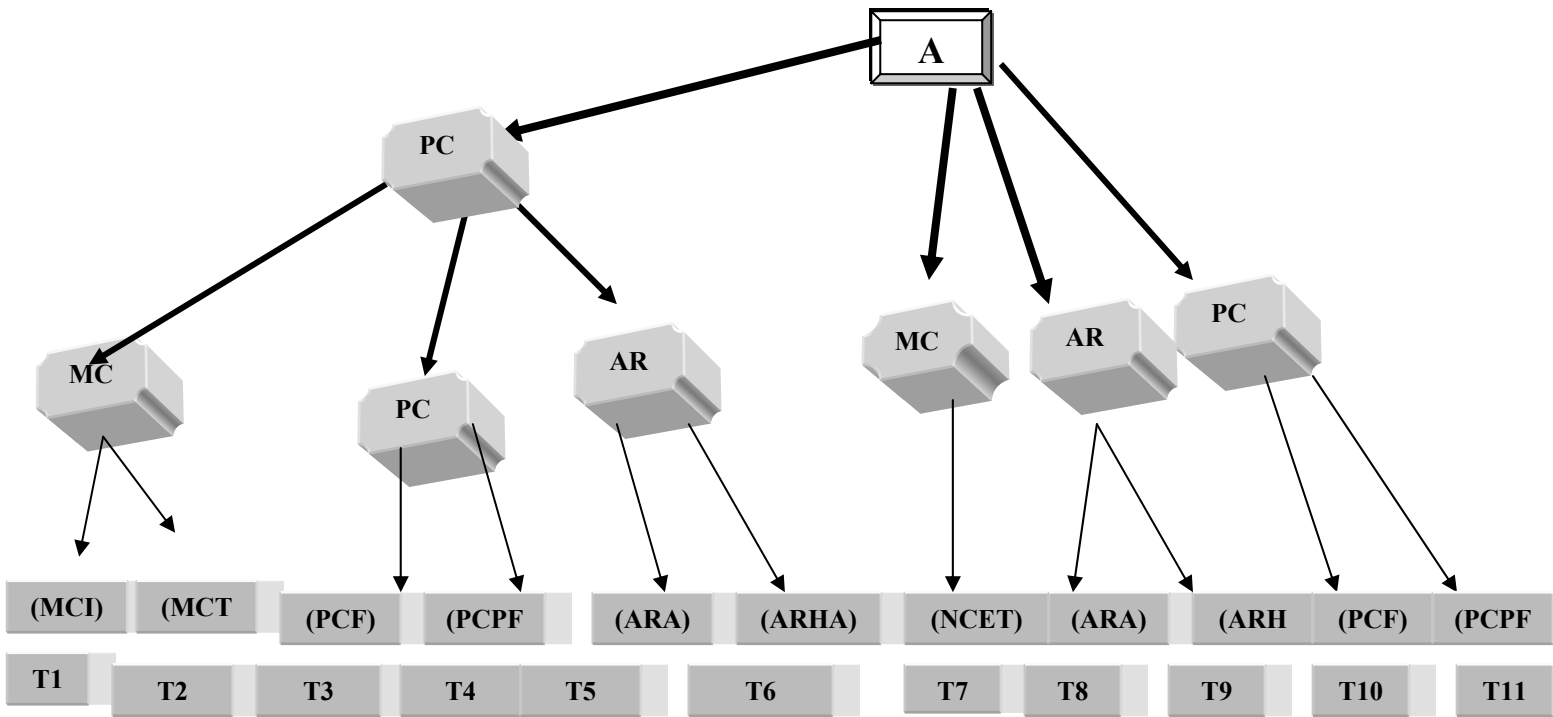 A
PC
PC
MC
AR
AR
MC
PC
(MCI) (MCT (PCF) (PCPF (ARA) (ARHA) (NCET) (ARA) (ARH (PCF) (PCPF
T1 T2 T3 T4 T5 T6 T7 T8 T9 T10 T11